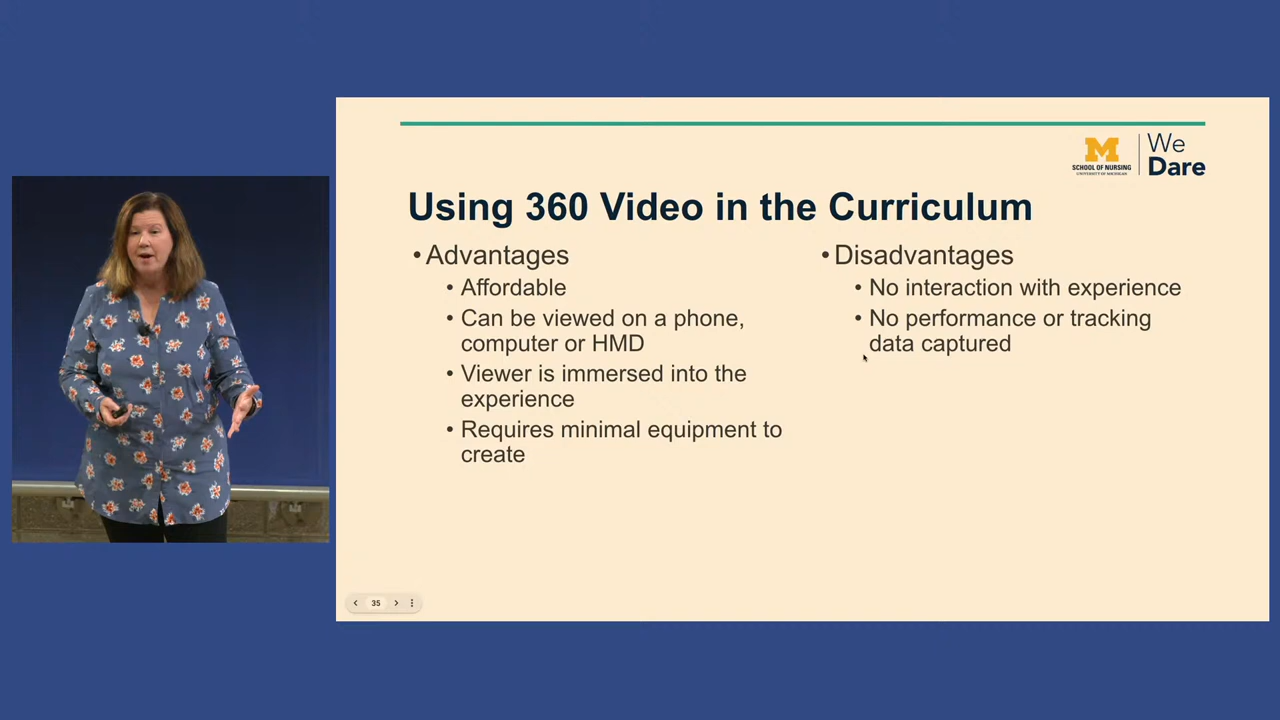 M
SCHOOL OF NURSING
UNIVERSITY OF MICHIGAN
We
Dare
Using 360 Video in the Curriculum
• Advantages
• Affordable
• Can be viewed on a phone,
computer or HMD
• Viewer is immersed into the
experience
• Requires minimal equipment to
create
• Disadvantages
• No interaction with experience
• No performance or tracking
data captured
35